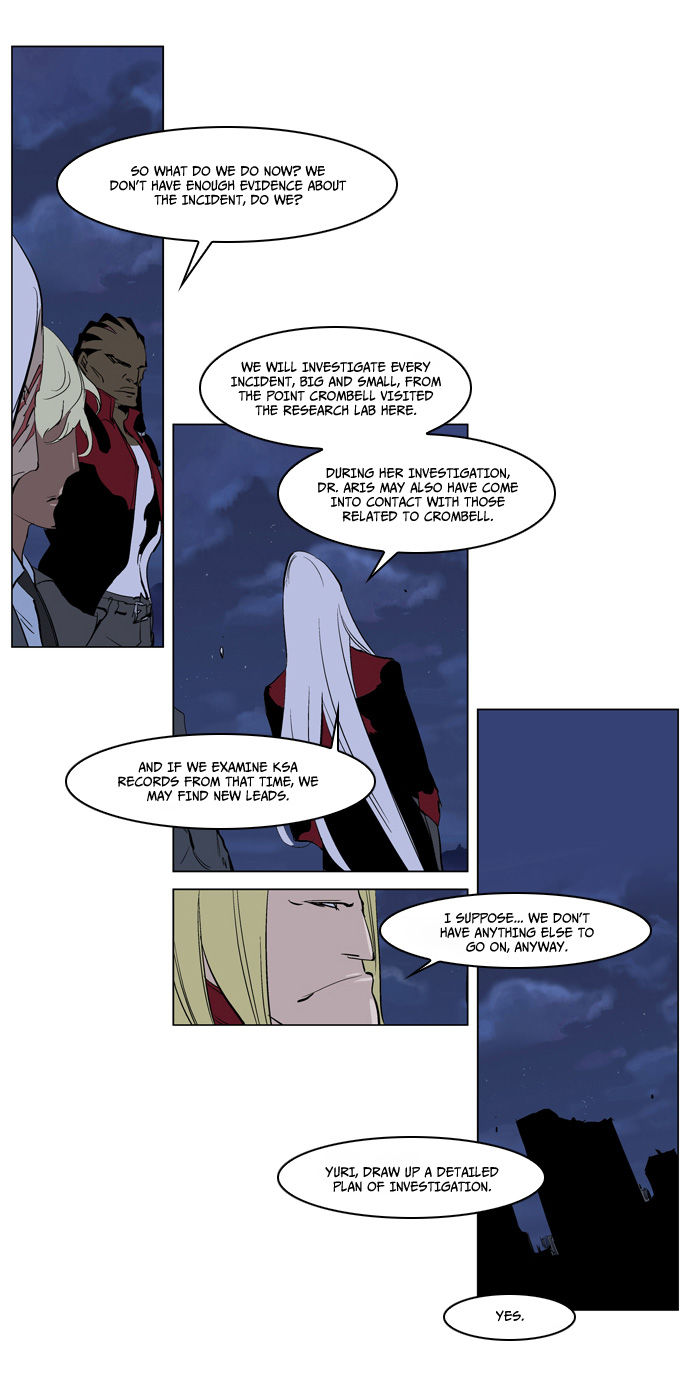 SO WHAT DO WE DO NOW? WE
DON'T HAVE ENOUGH EVIDENCE ABOUT
THE INCIDENT, DO WE?
WE WILL INVESTIGATE EVERY
INCIDENT, BIG AND SMALL, FROM
THE POINT CROMBELL VISITED
THE RESEARCH LAB HERE.
DURING HER INVESTIGATION,
DR. ARIS MAY ALSO HAVE COME
INTO CONTACT WITH THOSE
RELATED TO CROMBELL.
AND IF WE EXAMINE KSA
RECORDS FROM THAT TIME, WE
MAY FIND NEW LEADS.
I SUPPOSE... WE DON'T
HAVE ANYTHING ELSE TO
GO ON, ANYWAY.
YURI, DRAW UP A DETAILED
PLAN OF INVESTIGATION.
YES.